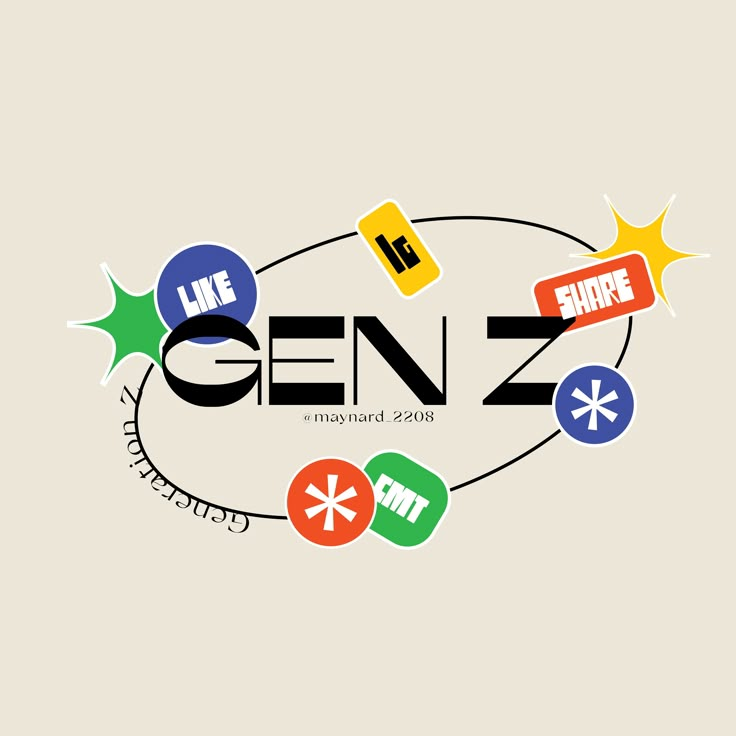 IG
LIKE
SHARE
GEN Z
@maynard_2208
Generation Z
CMT